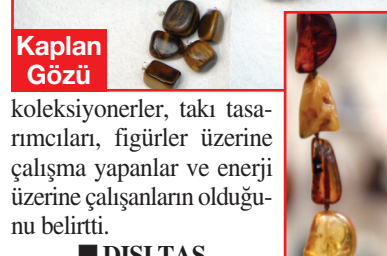 Kaplan
Gözü
koleksiyonerler, takı tasa-
rımcıları, figürler üzerine
çalışma yapanlar ve enerji
üzerine çalışanların olduğu-
nu belirtti.